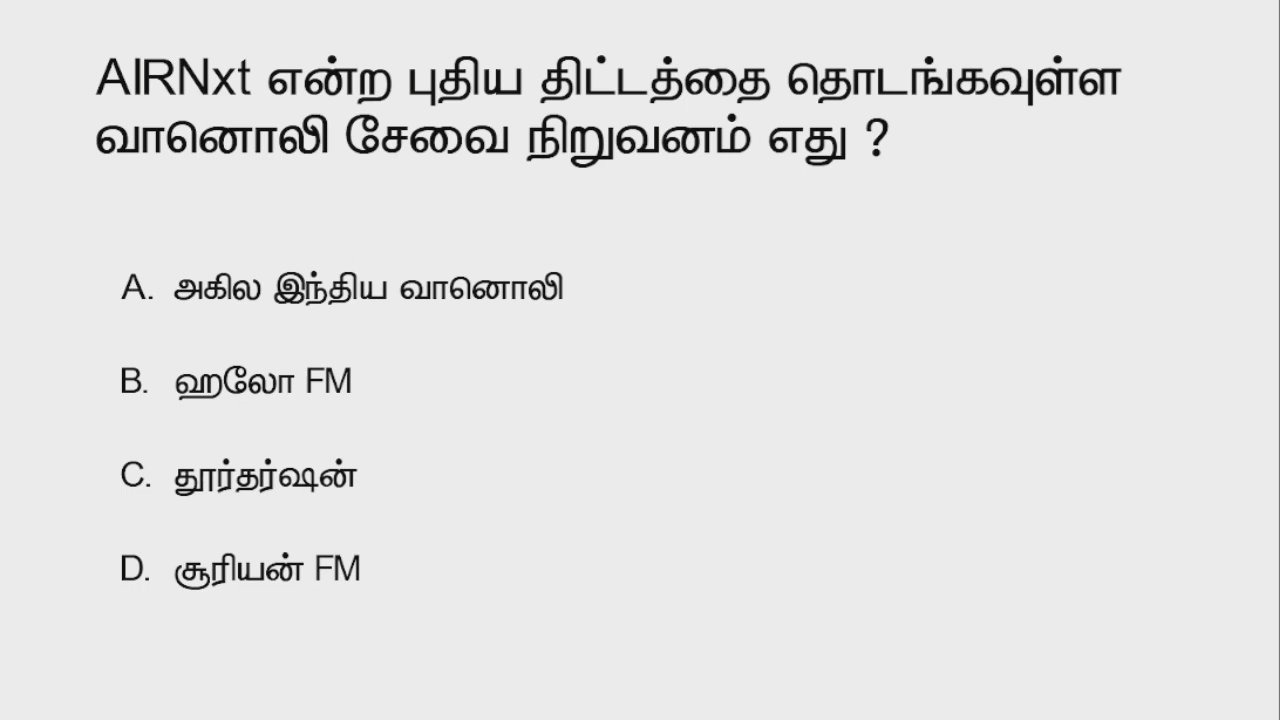 AIRNxt என்ற புதிய திட்டத்தை தொடங்கவுள்ள
வானொலி சேவை நிறுவனம் எது ?
A. அகில இந்திய வானொலி
B. ஹலோ FM
C. தூர்தர்ஷன்
D. சூரியன் FM